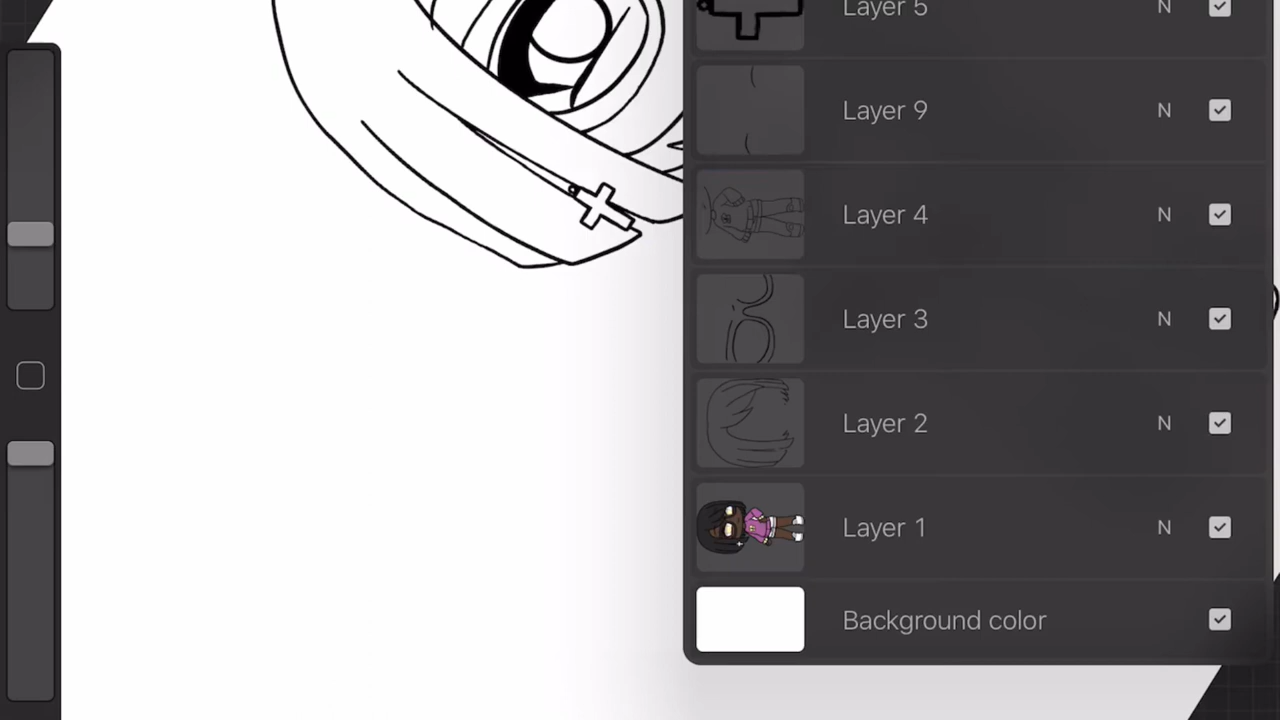 Layer 5 N
Layer 9 N
Layer 4 N
Layer 3 N
Layer 2 N
Layer 1 N
Background color